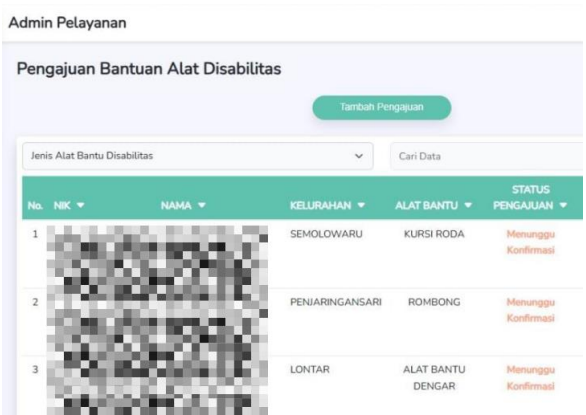 Admin Pelayanan
Pengajuan Bantuan Alat Disabilitas
Tambah Pengajuan
Jenis Alat Bantu Disabilitas
Cari Data
No. NIK NAMA KELURAHAN ALAT BANTU STATUS PENGAJUAN
1 SEMOLOWARU KURSI RODA Menunggu Konfirmasi
2 PENJARINGANSARI ROMBONG Menunggu Konfirmasi
3 LONTAR ALAT BANTU DENGAR Menunggu Konfirmasi